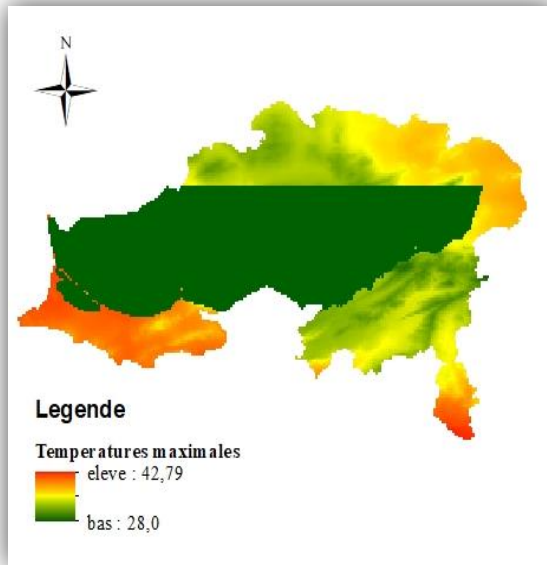 N
Legende
Temperatures maximales
eleve : 42,79
bas : 28,0